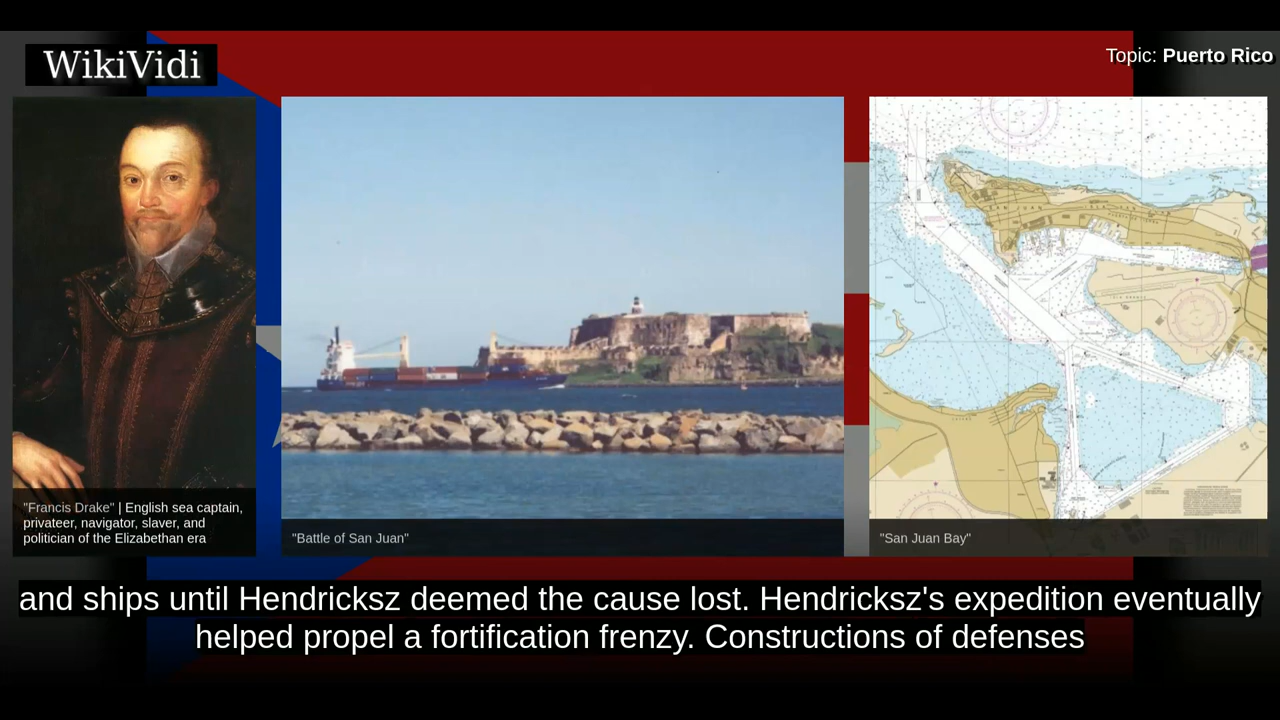 WikiVidi
Topic: Puerto Rico
"Francis Drake" | English sea captain,
privateer, navigator, slaver, and
politician of the Elizabethan era
"Battle of San Juan"
"San Juan Bay"
and ships until Hendricksz deemed the cause lost. Hendricksz's expedition eventually
helped propel a fortification frenzy. Constructions of defenses